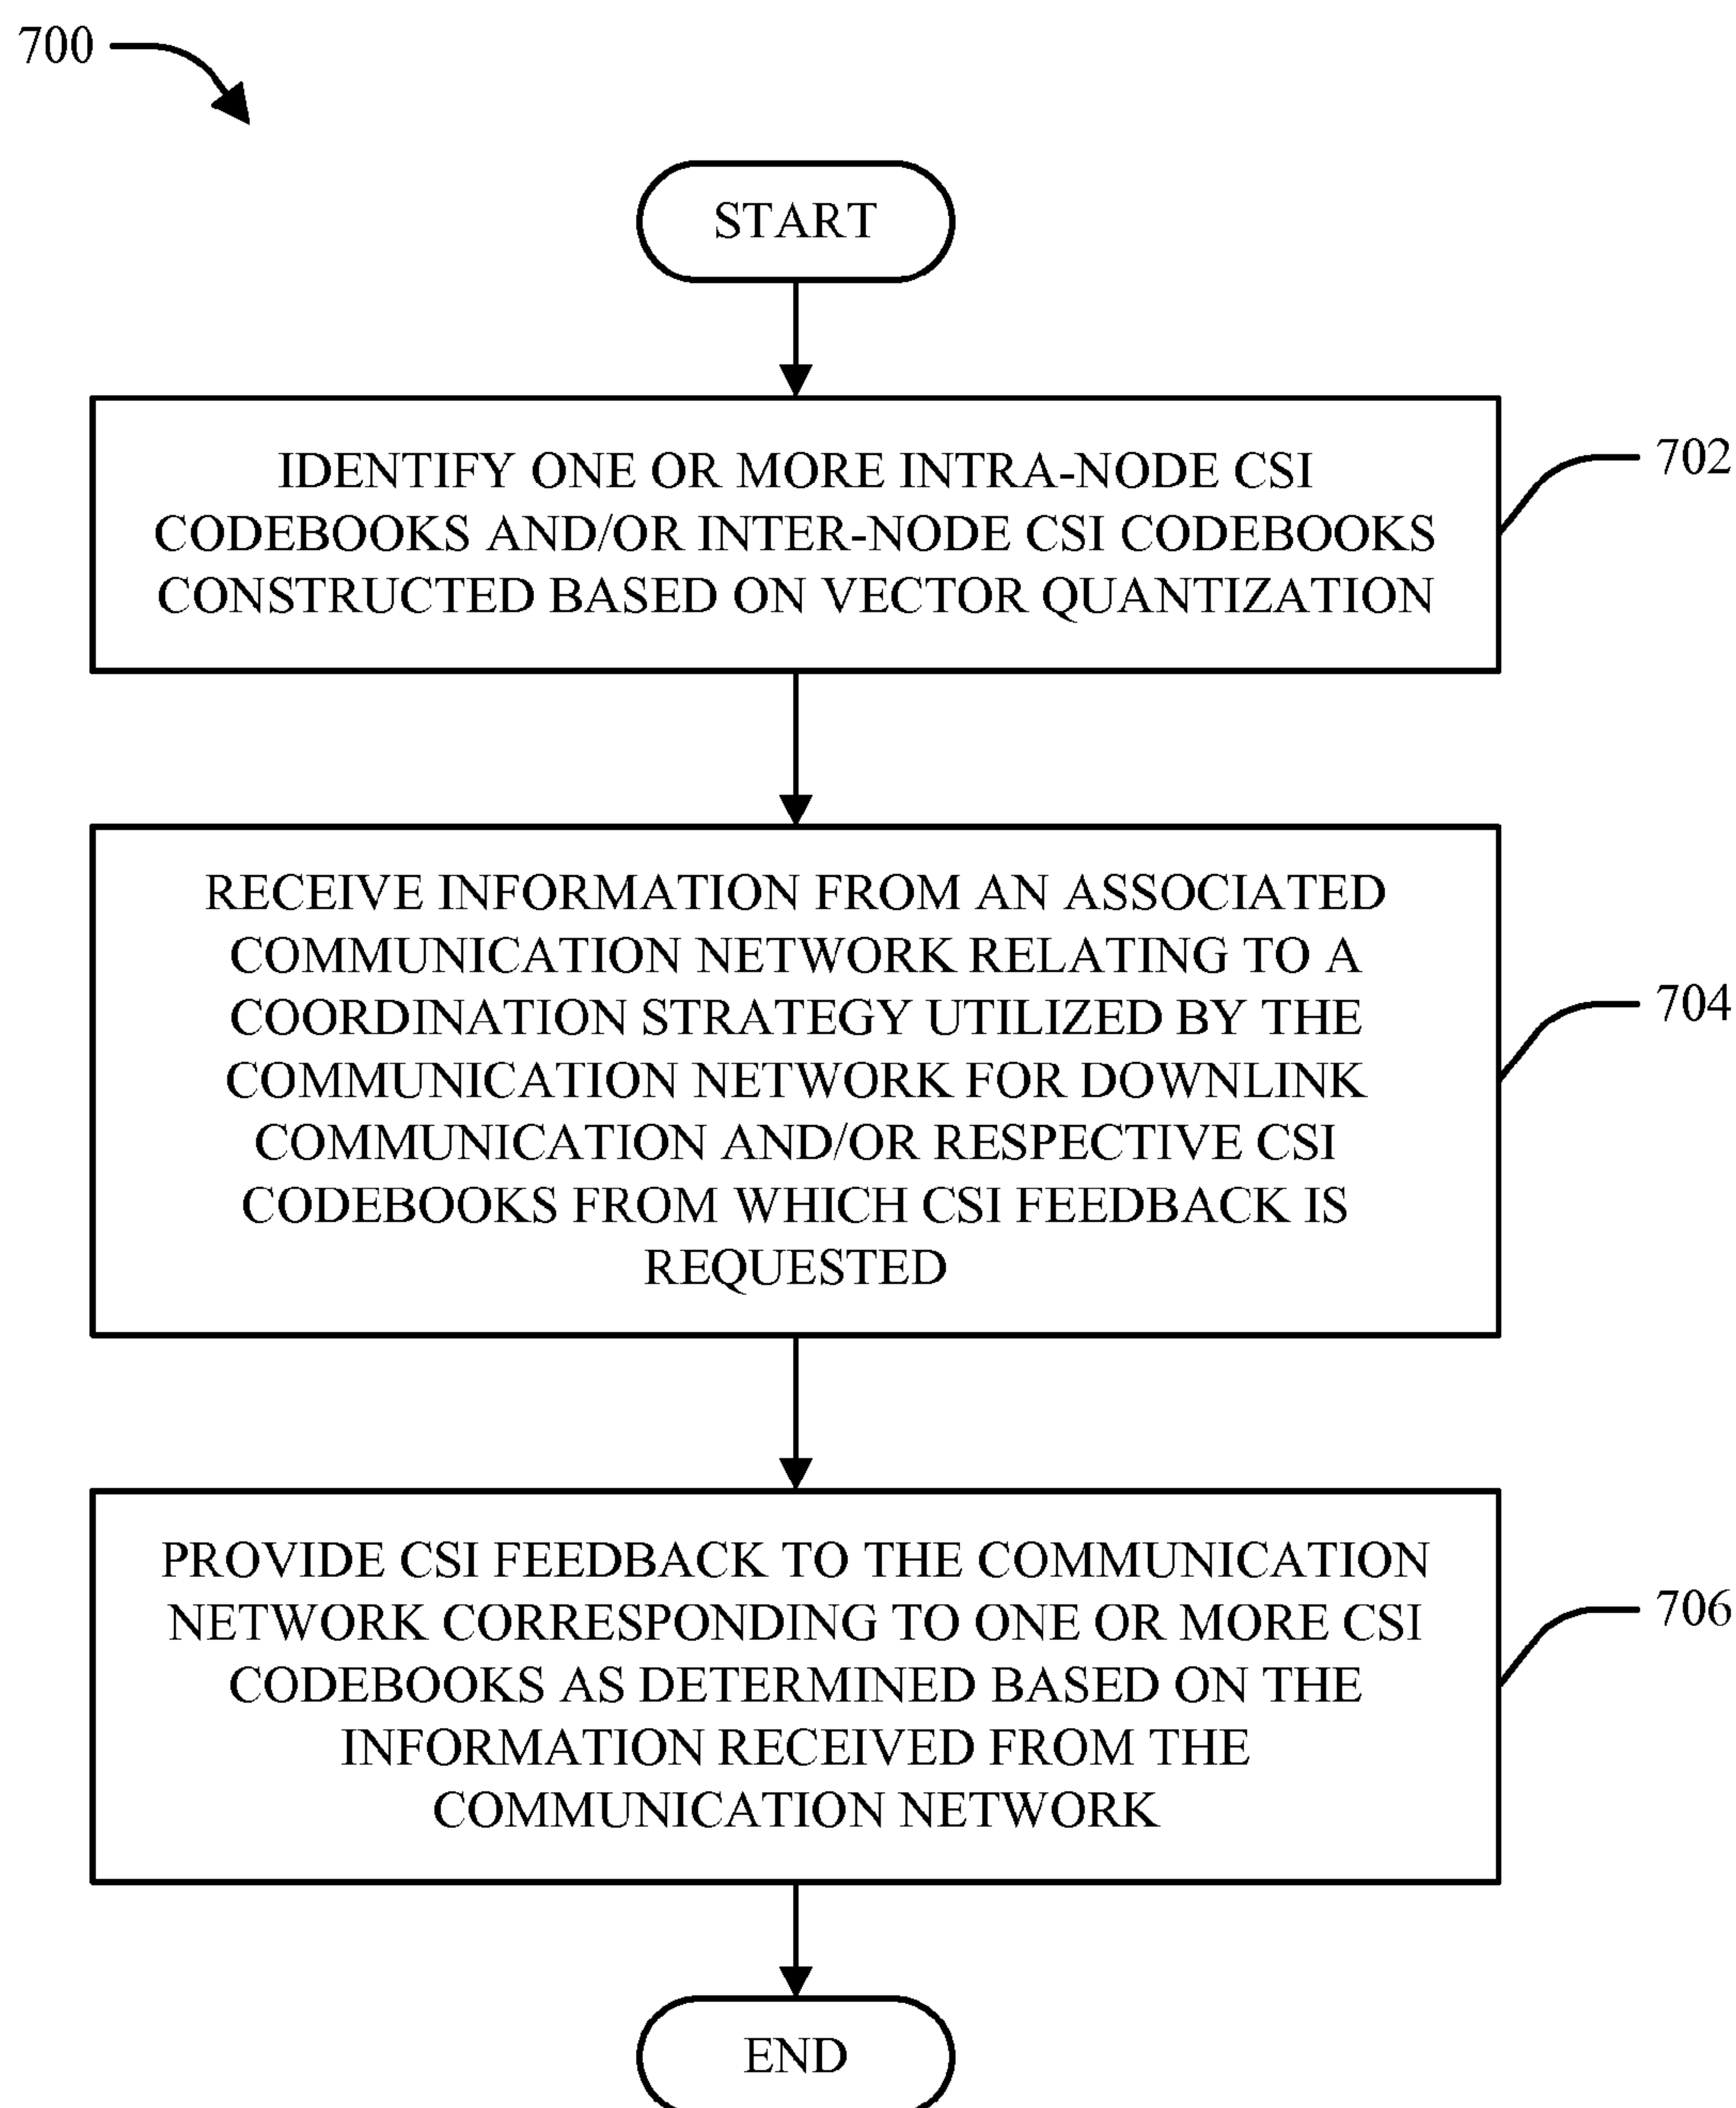 700
START
IDENTIFY ONE OR MORE INTRA-NODE CSI
CODEBOOKS AND/OR INTER-NODE CSI CODEBOOKS
CONSTRUCTED BASED ON VECTOR QUANTIZATION
702
RECEIVE INFORMATION FROM AN ASSOCIATED
COMMUNICATION NETWORK RELATING TO A
COORDINATION STRATEGY UTILIZED BY THE
COMMUNICATION NETWORK FOR DOWNLINK
COMMUNICATION AND/OR RESPECTIVE CSI
CODEBOOKS FROM WHICH CSI FEEDBACK IS
REQUESTED
704
PROVIDE CSI FEEDBACK TO THE COMMUNICATION
NETWORK CORRESPONDING TO ONE OR MORE CSI
CODEBOOKS AS DETERMINED BASED ON THE
INFORMATION RECEIVED FROM THE
COMMUNICATION NETWORK
706
END